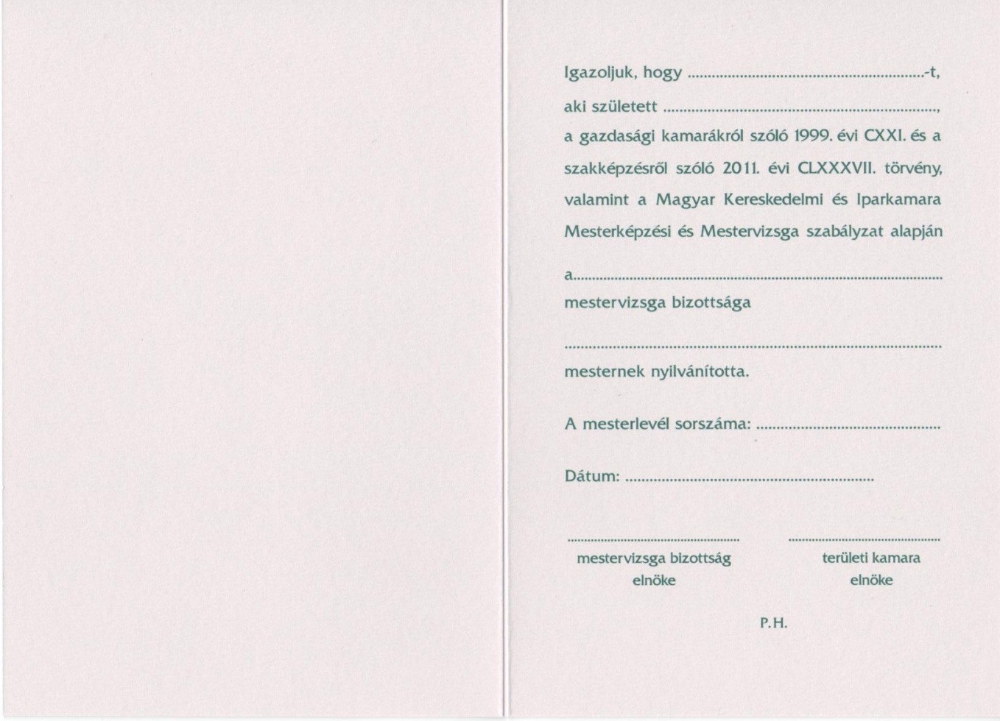 Igazoljuk, hogy ..........................................................-t,
aki született ....................................................................,
a gazdasági kamarákról szóló 1999. évi CXXI. és a
szakképzésről szóló 2011. évi CLXXXVII. törvény,
valamint a Magyar Kereskedelmi és Iparkamara
Mesterképzési és Mestervizsga szabályzat alapján
a...........................................................................................
mestervizsga bizottsága
.............................................................................................
mesternek nyilvánította.
A mesterlevél sorszáma: ..............................................
Dátum: ..............................................................
.................................................... ..............................................
mestervizsga bizottság területi kamara
elnöke elnöke
P.H.